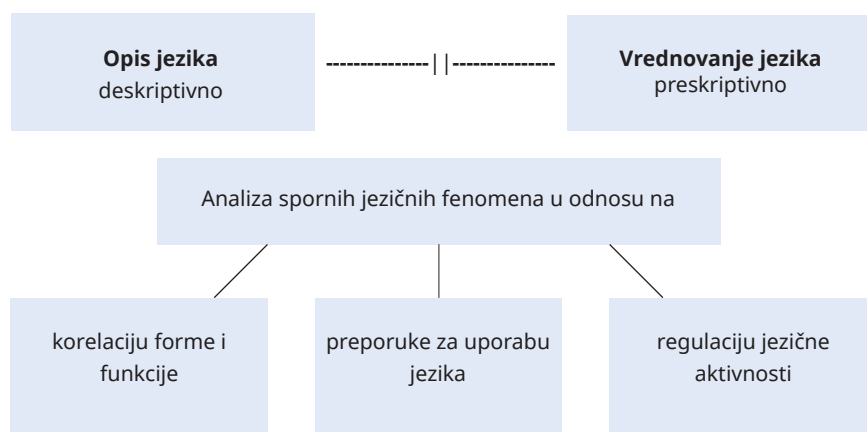 Opis jezika
deskriptivno
---------------||---------------
Vrednovanje jezika
preskriptivno
Analiza spornih jezičnih fenomena u odnosu na
korelaciju forme i
funkcije
preporuke za uporabu
jezika
regulaciju jezične
aktivnosti